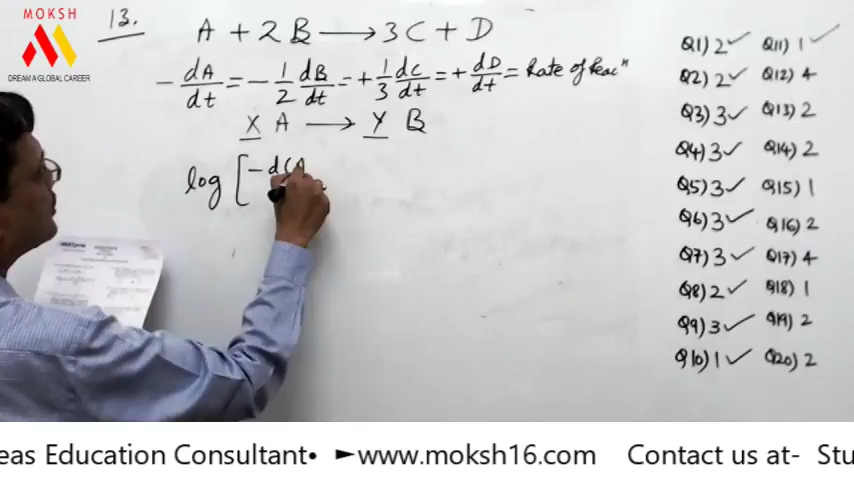 MOKSH
DREAM A GLOBAL CAREER
13.
A + 2B ⟶ 3C + D
- dA/dt = - 1/2 dB/dt = + 1/3 dC/dt = + dD/dt = Rate of Reacⁿ
X A ⟶ Y B
log [ -d(A
Q1) 2 ✓
Q2) 2 ✓
Q3) 3 ✓
Q4) 3 ✓
Q5) 3 ✓
Q6) 3 ✓
Q7) 3 ✓
Q8) 2 ✓
Q9) 3 ✓
Q10) 1 ✓
Q11) 1 ✓
Q12) 4
Q13) 2
Q14) 2
Q15) 1
Q16) 2
Q17) 4
Q18) 1
Q19) 2
Q20) 2
eas Education Consultant• ►www.moksh16.com Contact us at- Stu